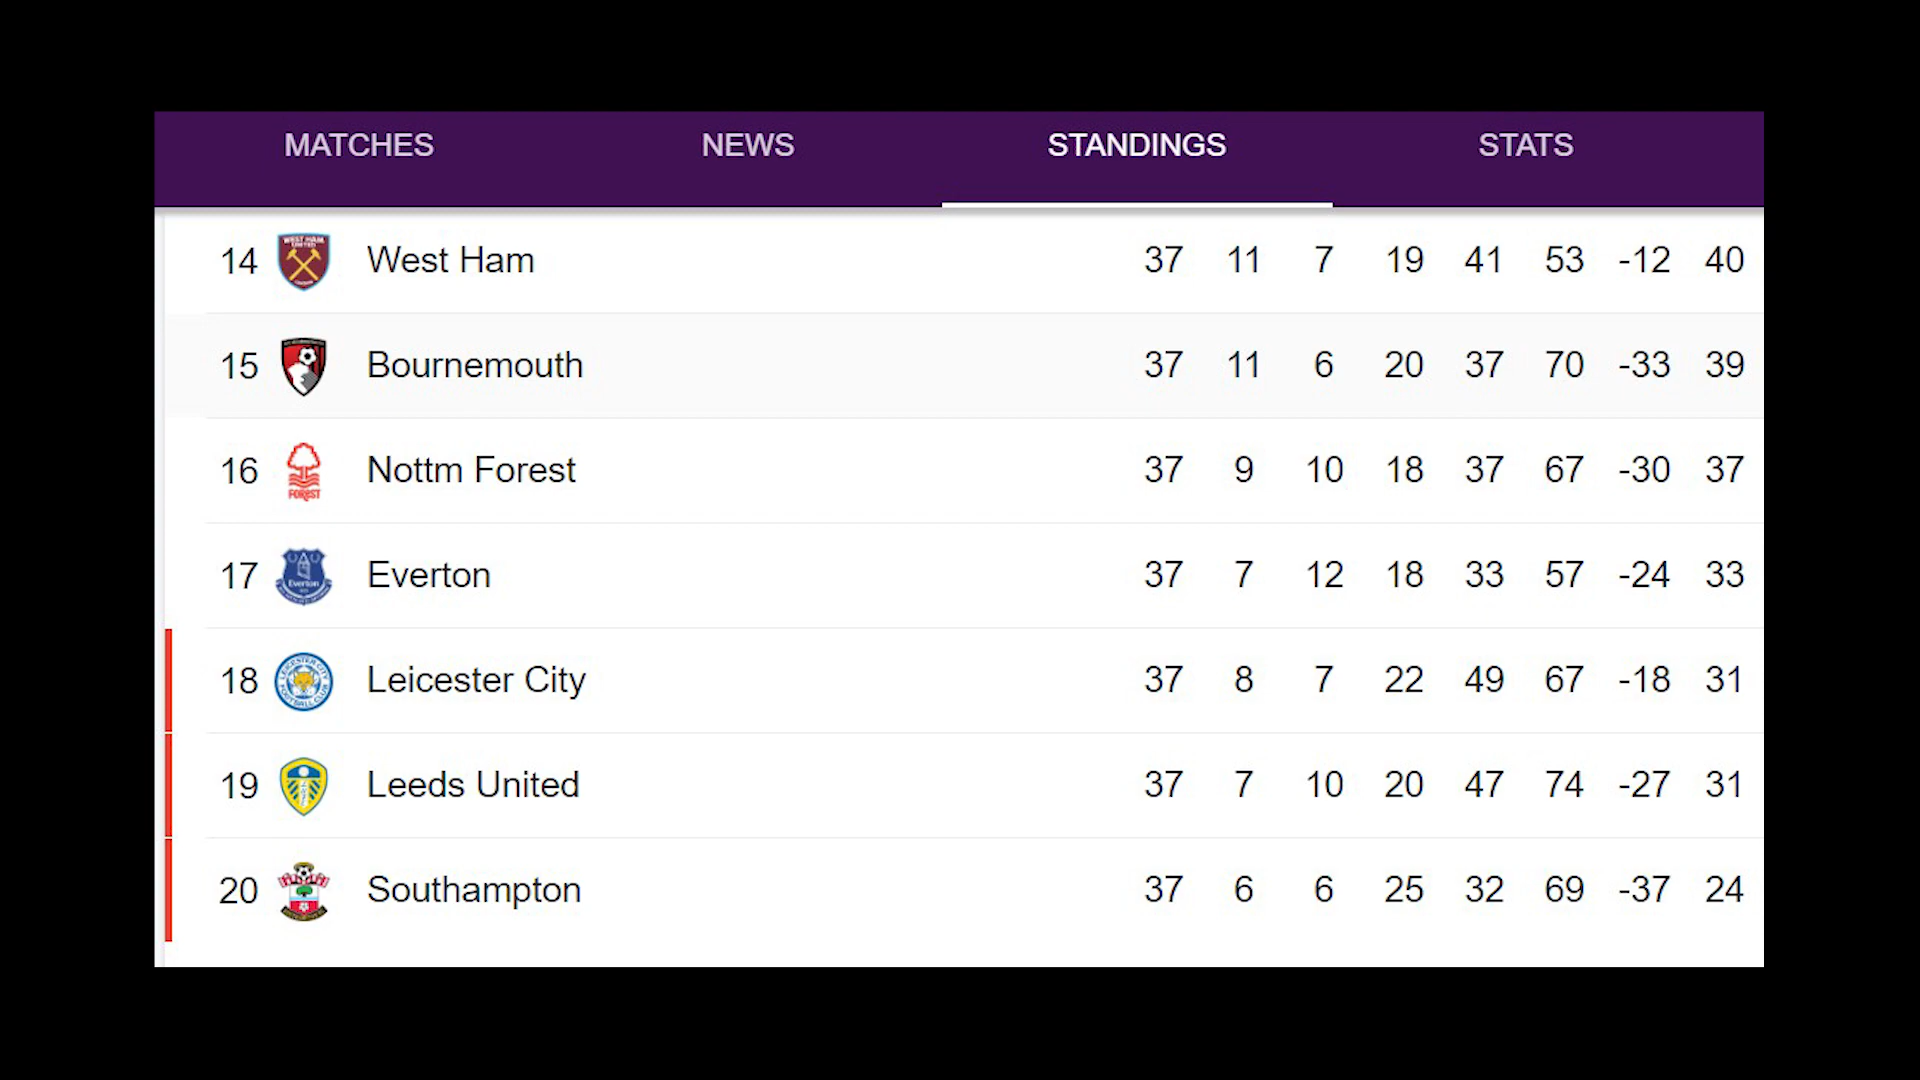 MATCHES NEWS STANDINGS STATS
14 West Ham 37 11 7 19 41 53 -12 40
15 Bournemouth 37 11 6 20 37 70 -33 39
16 FOREST Nottm Forest 37 9 10 18 37 67 -30 37
17 Everton Everton 37 7 12 18 33 57 -24 33
18 Leicester City 37 8 7 22 49 67 -18 31
19 Leeds United 37 7 10 20 47 74 -27 31
20 Southampton 37 6 6 25 32 69 -37 24